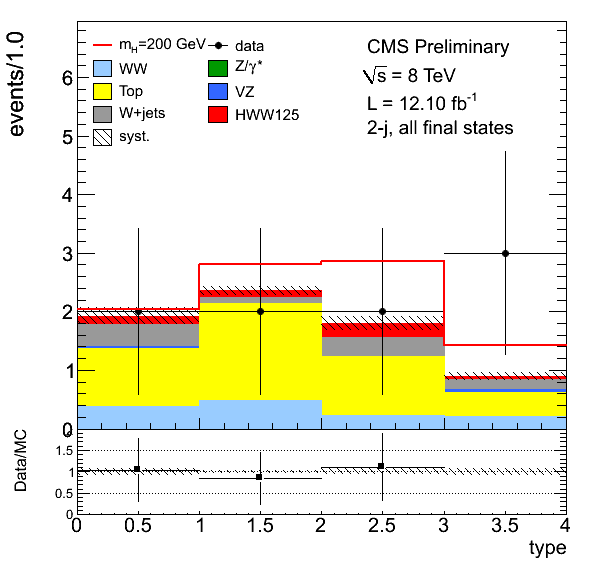 events/1.0
m_H=200 GeV
data
WW
Z/γ*
Top
VZ
W+jets
HWW125
syst.
CMS Preliminary
√s = 8 TeV
L = 12.10 fb⁻¹
2-j, all final states
6
5
4
3
2
1
0
Data/MC
2
1.5
1
0.5
0
0 0.5 1 1.5 2 2.5 3 3.5 4
type